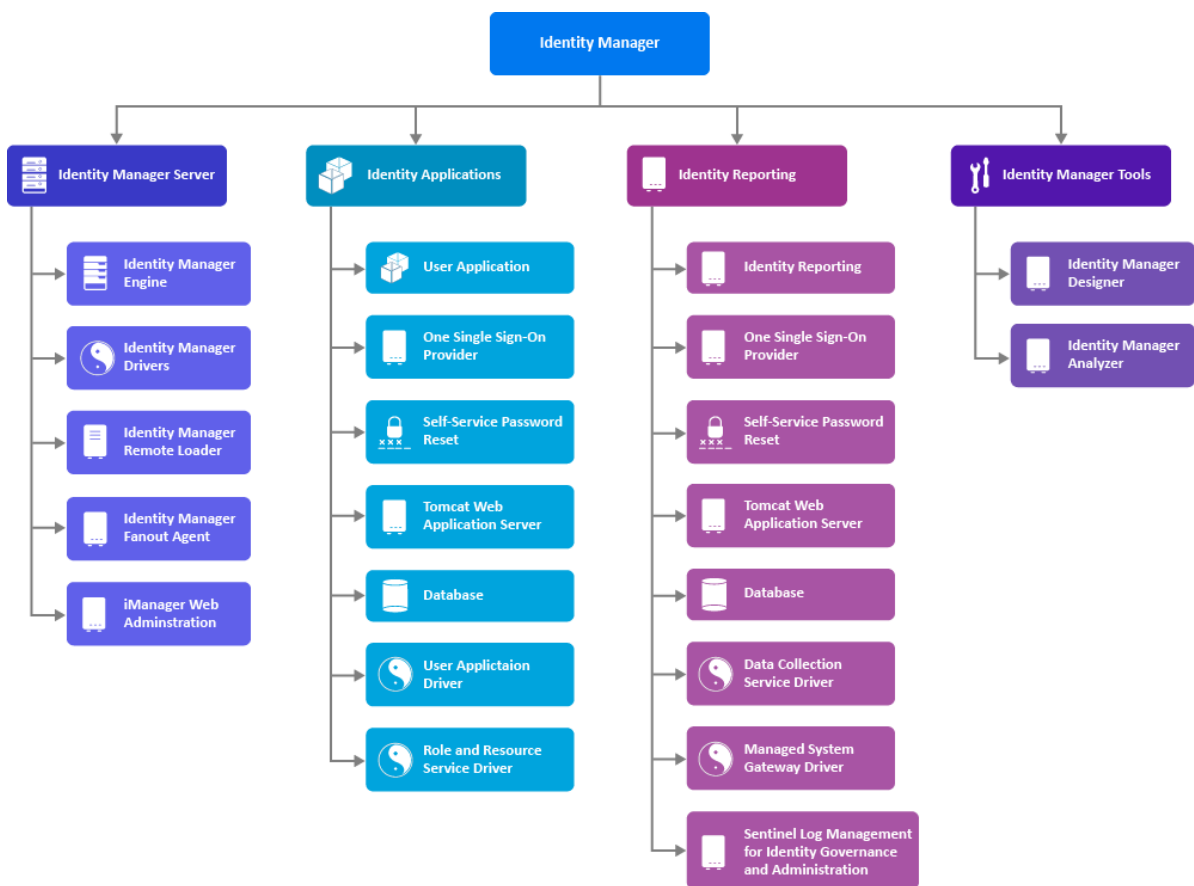 Identity Manager
Identity Manager Server
Identity Manager
Engine
Identity Manager
Drivers
Identity Manager
Remote Loader
Identity Manager
Fanout Agent
iManager Web
Adminstration
Identity Applications
User Application
One Single Sign-On
Provider
Self-Service Password
Reset
Tomcat Web
Application Server
Database
User Applictaion
Driver
Role and Resource
Service Driver
Identity Reporting
Identity Reporting
One Single Sign-On
Provider
Self-Service Password
Reset
Tomcat Web
Application Server
Database
Data Collection
Service Driver
Managed System
Gateway Driver
Sentinel Log Management
for Identity Governance
and Administration
Identity Manager Tools
Identity Manager
Designer
Identity Manager
Analyzer